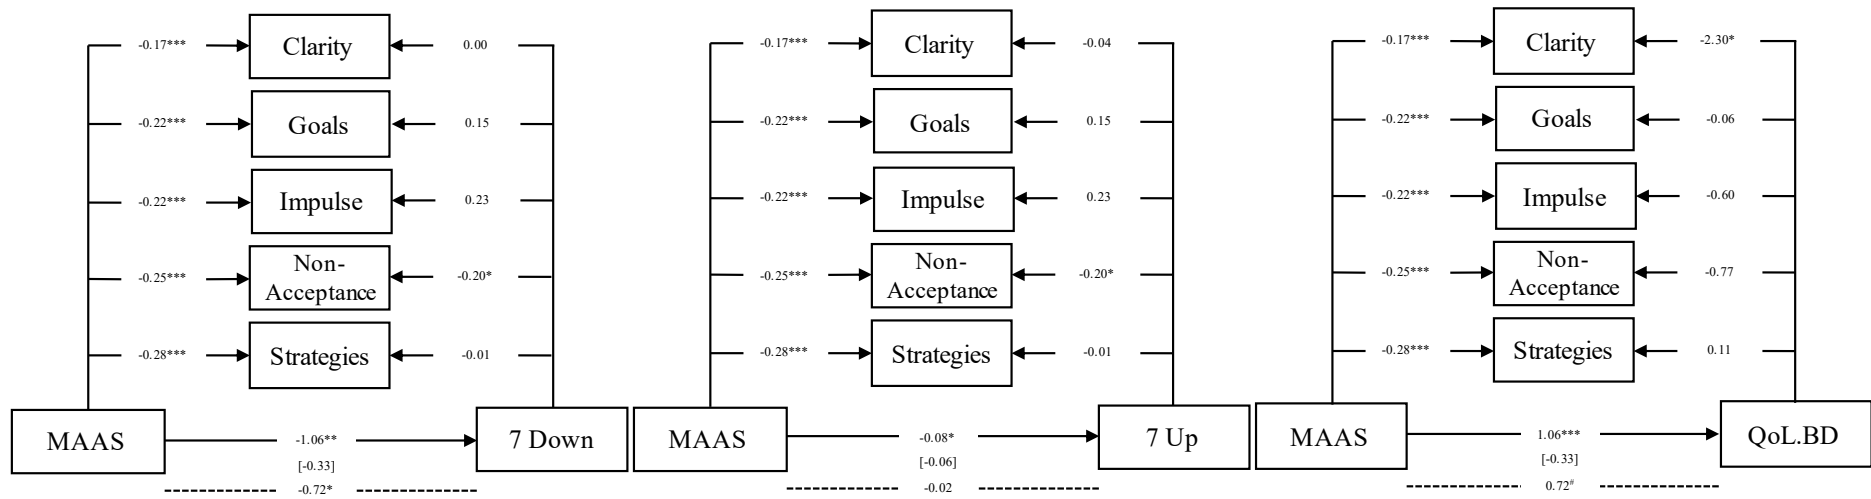 -0.17*** Clarity 0.00
-0.22*** Goals 0.15
-0.22*** Impulse 0.23
-0.25*** Non-
Acceptance -0.20*
-0.28*** Strategies -0.01
MAAS -1.06** 7 Down
[-0.33]
-0.72*
-0.17*** Clarity -0.04
-0.22*** Goals 0.15
-0.22*** Impulse 0.23
-0.25*** Non-
Acceptance -0.20*
-0.28*** Strategies -0.01
MAAS -0.08* 7 Up
[-0.06]
-0.02
-0.17*** Clarity -2.30*
-0.22*** Goals -0.06
-0.22*** Impulse -0.60
-0.25*** Non-
Acceptance -0.77
-0.28*** Strategies 0.11
MAAS 1.06*** QoL.BD
[-0.33]
0.72#